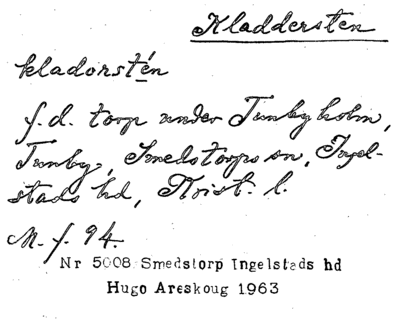 Kladdersten
kladorstén
f.d. torp under Tunbyholm,
Tunby, Smedstorps sn, Ingel-
stads hd, Krist. l.
M. f. 94.
Nr 5008 Smedstorp Ingelstads hd
Hugo Areskoug 1963